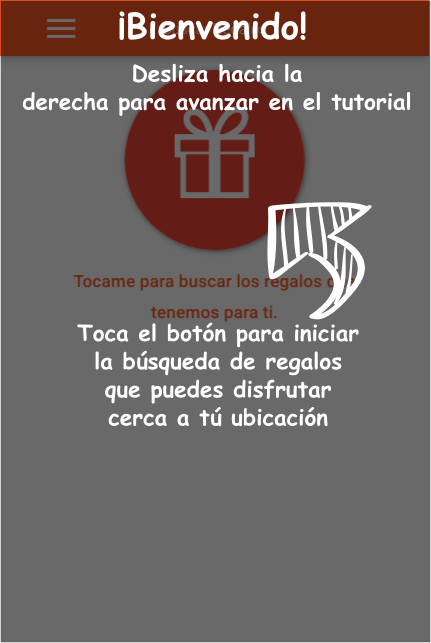 ¡Bienvenido!
Desliza hacia la
derecha para avanzar en el tutorial
Tocame para buscar los regalos
tenemos para ti.
Toca el botón para iniciar
la búsqueda de regalos
que puedes disfrutar
cerca a tú ubicación